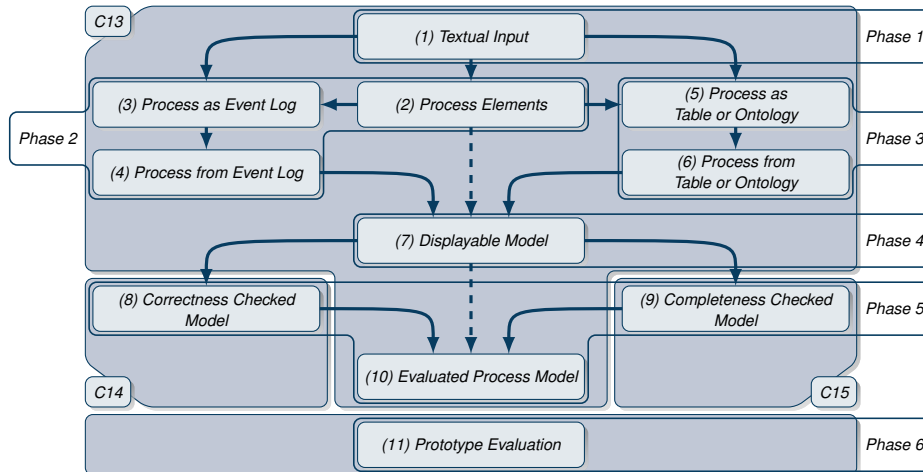 C13
(1) Textual Input
Phase 1
(3) Process as Event Log
(2) Process Elements
(5) Process as
Table or Ontology
Phase 2
Phase 3
(4) Process from Event Log
(6) Process from
Table or Ontology
(7) Displayable Model
Phase 4
(8) Correctness Checked
Model
(9) Completeness Checked
Model
Phase 5
(10) Evaluated Process Model
C14
C15
(11) Prototype Evaluation
Phase 6